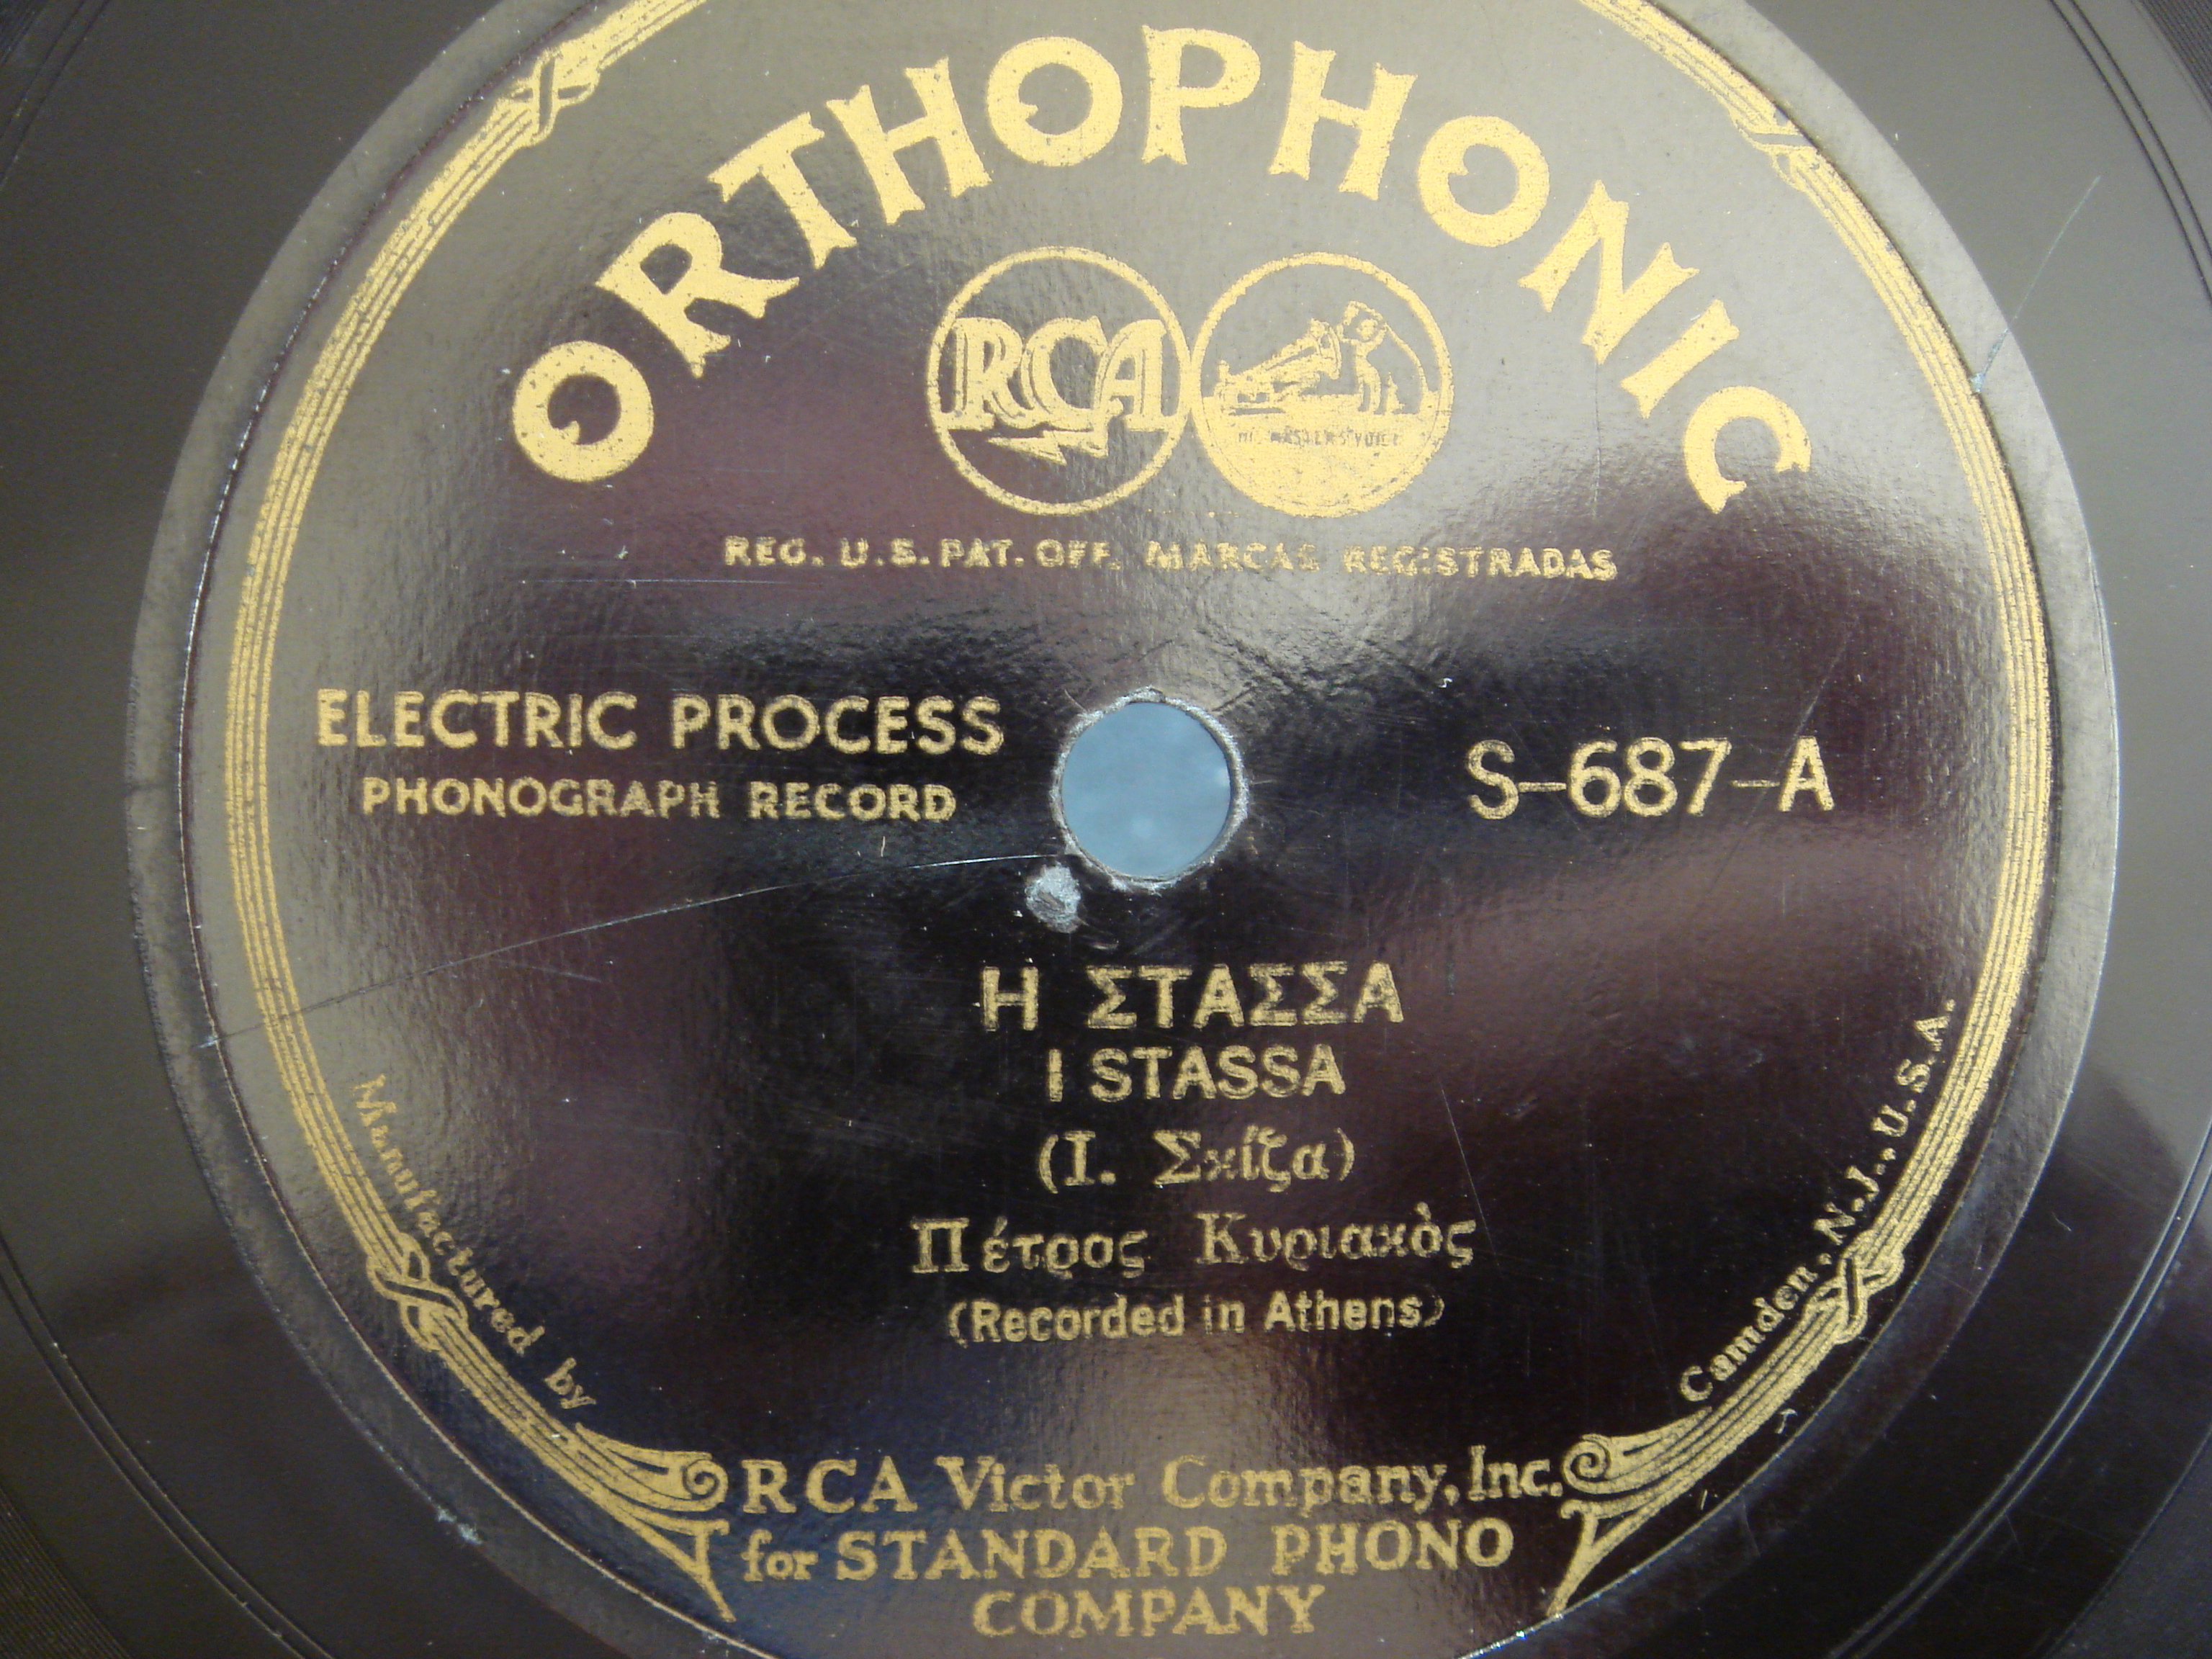 ORTHOPHONIC
RCA
HIS MASTER'S VOICE
REG. U.S. PAT. OFF. MARCAS REGISTRADAS
ELECTRIC PROCESS
PHONOGRAPH RECORD
S-687-A
Η ΣΤΑΣΣΑ
I STASSA
(Ι. Σκίζα)
Πέτρος Κυριακὸς
(Recorded in Athens)
Manufactured by
RCA Victor Company, Inc.
for STANDARD PHONO
COMPANY
Camden, N.J., U.S.A.